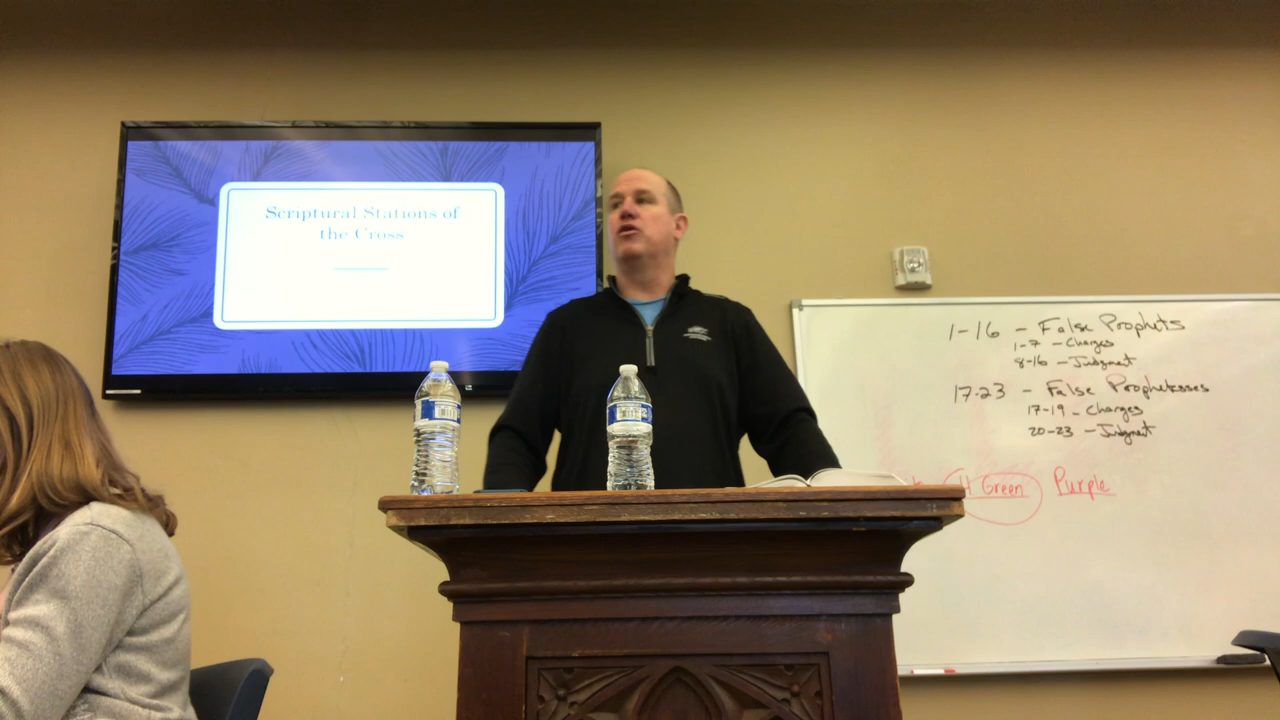 Scriptural Stations of
the Cross
1-16 - False Prophets
1-7 - Charges
8-16 - Judgment
17-23 - False Prophetesses
17-19 - Charges
20-23 - Judgment
Green Purple